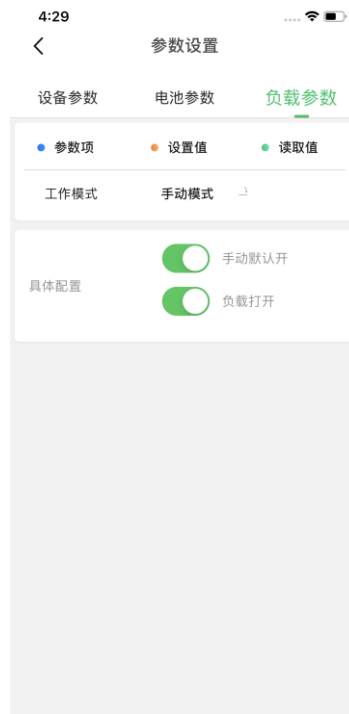 4:29
参数设置
设备参数 电池参数 负载参数
参数项 设置值 读取值
工作模式 手动模式
手动默认开
具体配置
负载打开